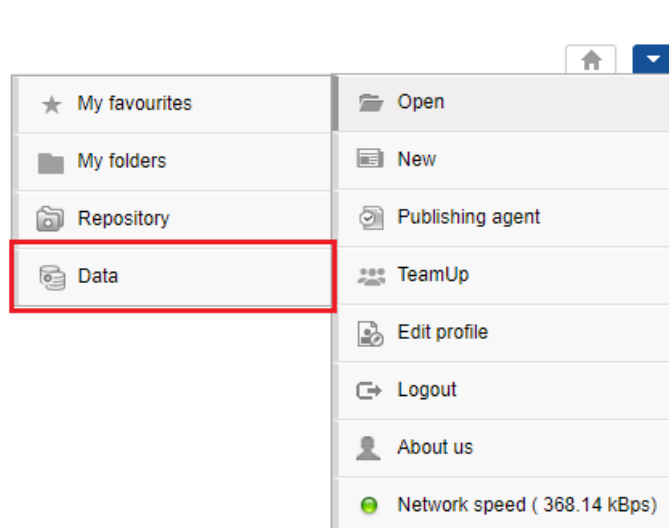 My favourites
My folders
Repository
Data
Open
New
Publishing agent
TeamUp
Edit profile
Logout
About us
Network speed ( 368.14 kBps)